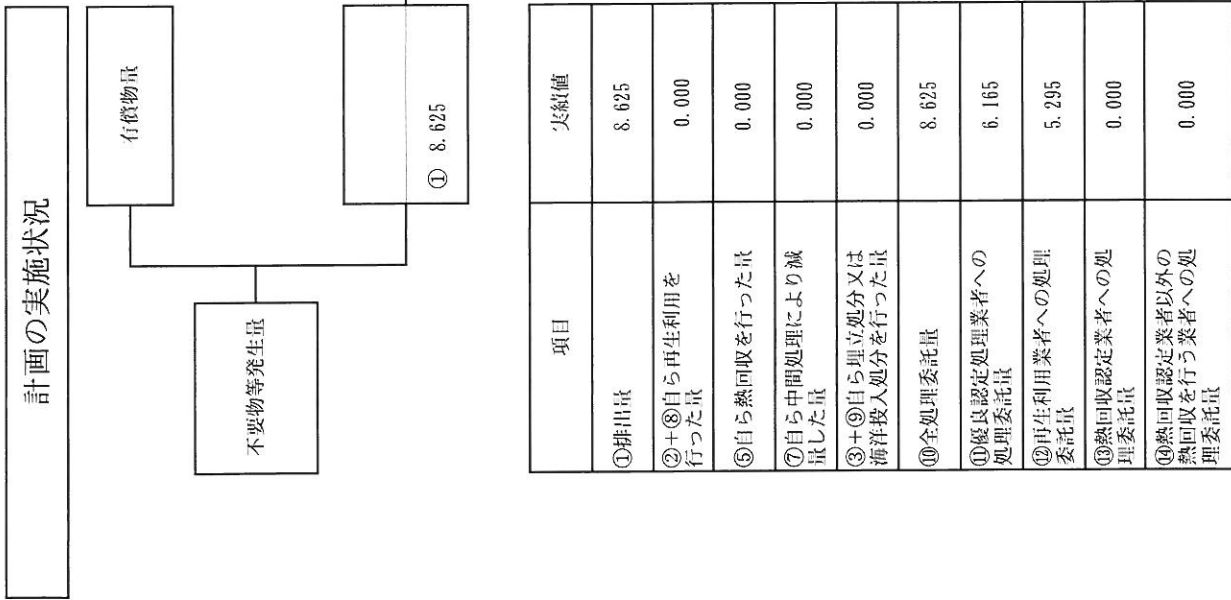 計画の実施状況
不要物等発生量
有償物量
① 8.625
項目
実績値
①排出量
8.625
②+⑧自ら再生利用を
行った量
0.000
⑤自ら熱回収を行った量
0.000
⑦自ら中間処理により減
量した量
0.000
③+⑨自ら埋立処分又は
海洋投入処分を行った量
0.000
⑩全処理委託量
8.625
⑪優良認定処理業者への
処理委託量
6.165
⑫再生利用業者への処理
委託量
5.295
⑬熱回収認定業者への処
理委託量
0.000
⑭熱回収認定業者以外の
熱回収を行う業者への処
理委託量
0.000